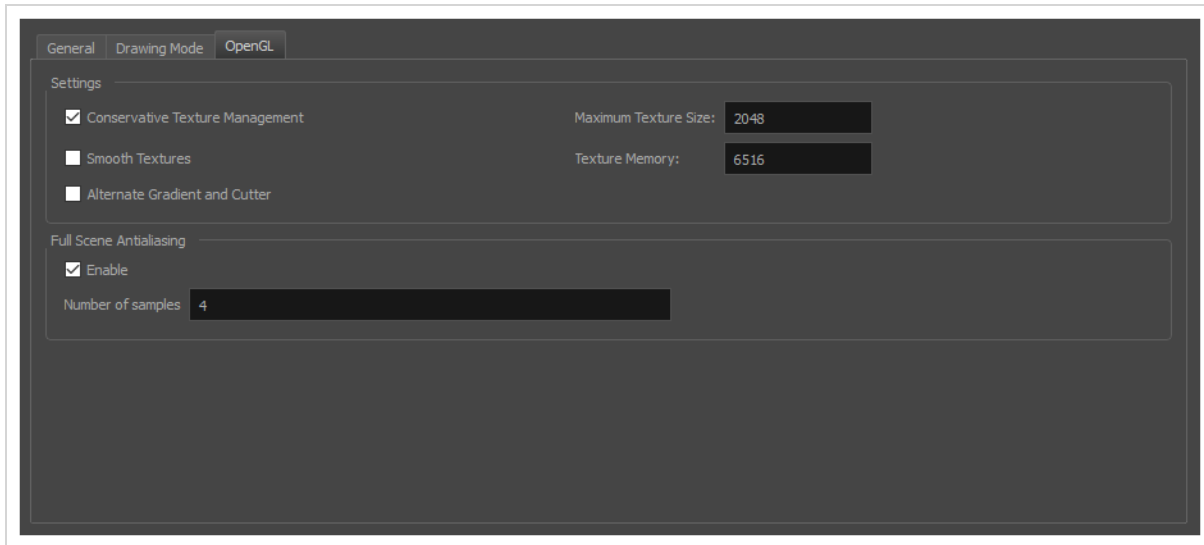 General Drawing Mode OpenGL
Settings
Conservative Texture Management Maximum Texture Size: 2048
Smooth Textures Texture Memory: 6516
Alternate Gradient and Cutter
Full Scene Antialiasing
Enable
Number of samples 4